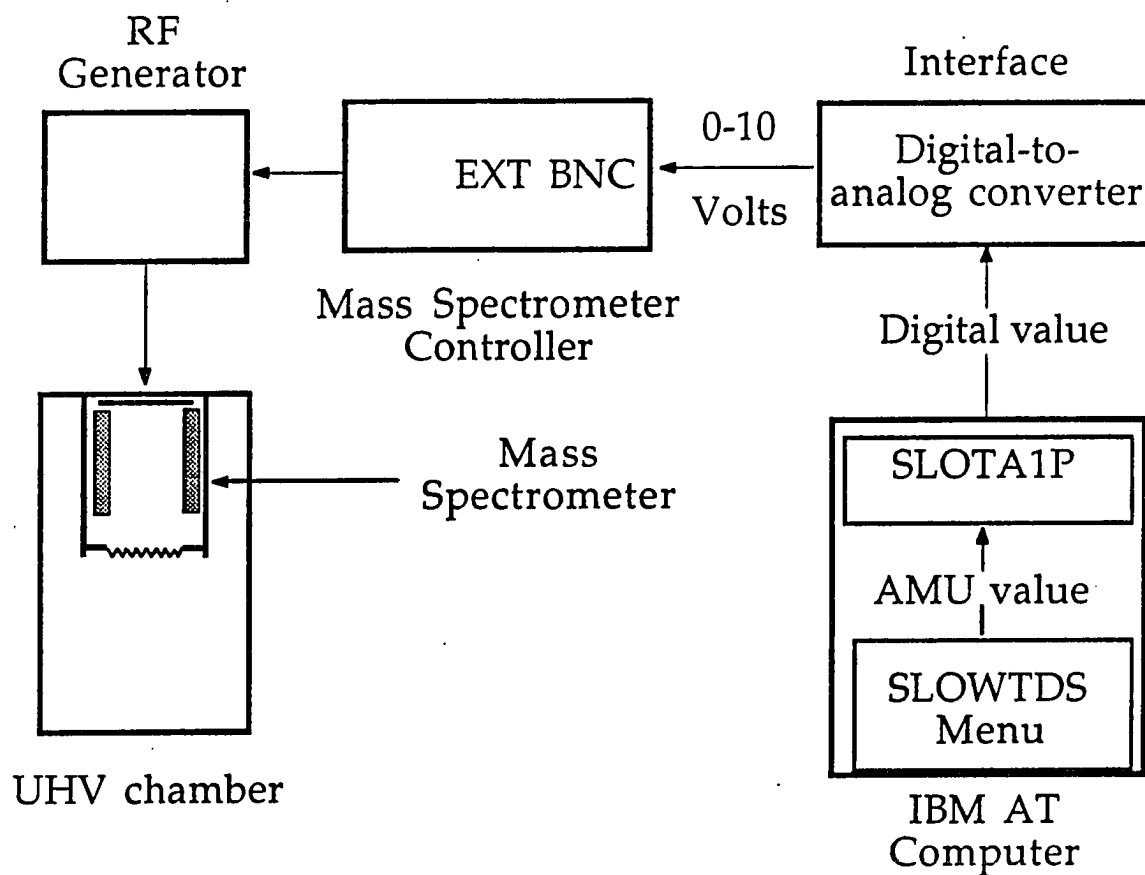 RF
Generator
Interface
EXT BNC
0-10
Volts
Digital-to-
analog converter
Mass Spectrometer
Controller
Digital value
Mass
Spectrometer
SLOTA1P
AMU value
SLOWTDS
Menu
UHV chamber
IBM AT
Computer